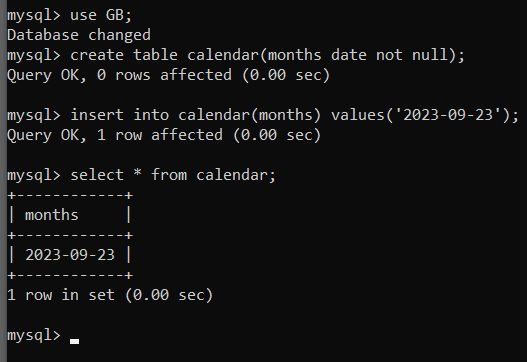 mysql> use GB;
Database changed
mysql> create table calendar(months date not null);
Query OK, 0 rows affected (0.00 sec)
mysql> insert into calendar(months) values('2023-09-23');
Query OK, 1 row affected (0.00 sec)
mysql> select * from calendar;
+------------+
| months     |
+------------+
| 2023-09-23 |
+------------+
1 row in set (0.00 sec)
mysql>